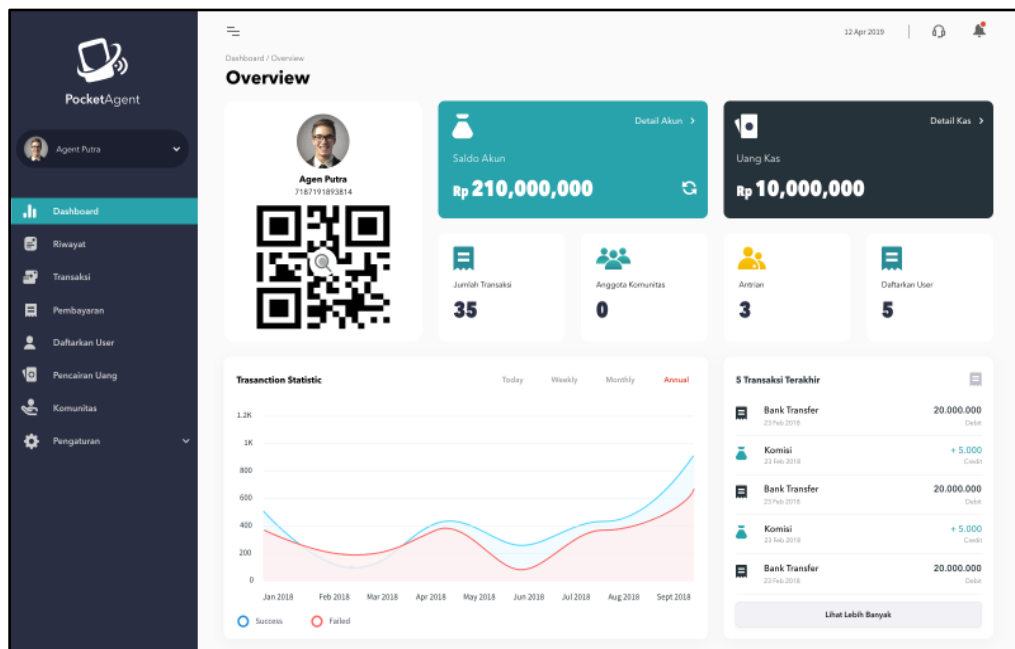 PocketAgent
Agent Putra
Dashboard
Riwayat
Transaksi
Pembayaran
Daftarkan User
Pencairan Uang
Komunitas
Pengaturan
12 Apr 2019
Dashboard / Overview
Overview
Agen Putra
7187191893814
Detail Akun
Saldo Akun
Rp 210,000,000
Detail Kas
Uang Kas
Rp 10,000,000
Jumlah Transaksi
35
Anggota Komunitas
0
Antrian
3
Daftarkan User
5
Trasanction Statistic
Today Weekly Monthly Annual
1.2K
1K
800
600
400
200
0
Jan 2018 Feb 2018 Mar 2018 Apr 2018 May 2018 Jun 2018 Jul 2018 Aug 2018 Sept 2018
Success Failed
5 Transaksi Terakhir
Bank Transfer 20.000.000
23 Feb 2018 Debit
Komisi + 5.000
23 Feb 2018 Credit
Bank Transfer 20.000.000
23 Feb 2018 Debit
Komisi + 5.000
23 Feb 2018 Credit
Bank Transfer 20.000.000
23 Feb 2018 Debit
Lihat Lebih Banyak